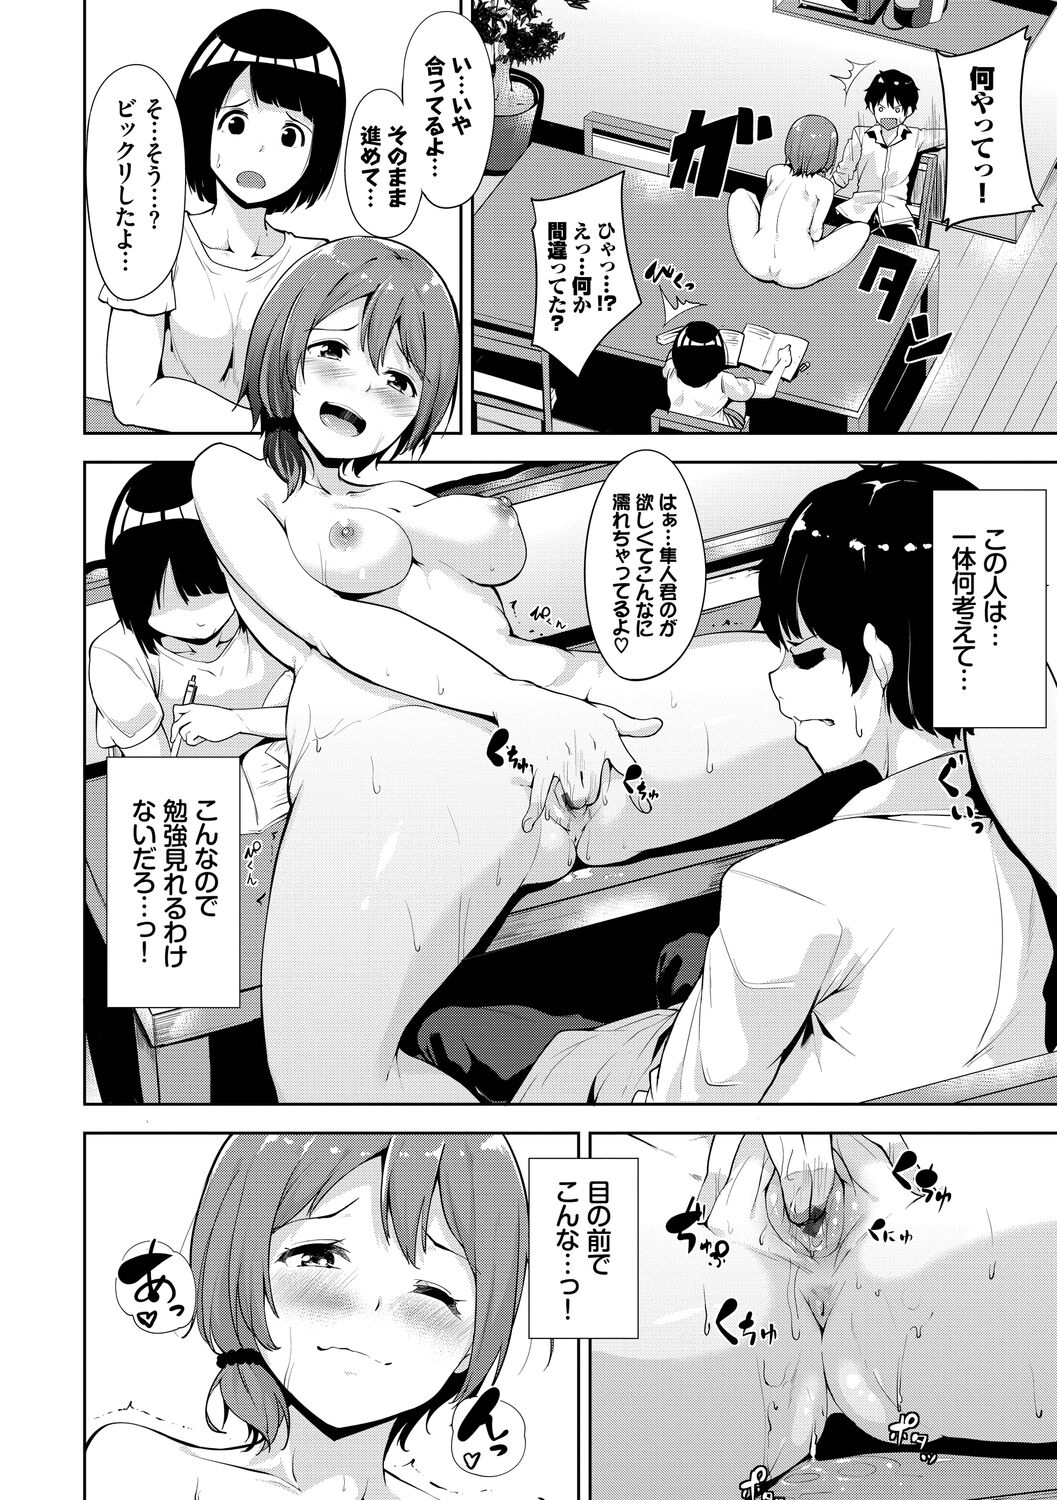 何やってっ！
ガ
タ
ン
ひゃっ…!?
えっ…何か
間違ってた？
い…いや
合ってるよ…
そのまま
進めて…
そ…そう…？
ビックリしたよ…
この人は…
一体何考えて…
はぁ…隼人君のが
欲しくてこんなに
濡れちゃってるよ♡
くちゅ
くちゅ
ぐいっ
こんなので
勉強見れるわけ
ないだろ…っ！
目の前で
こんな…っ！
くちゅ
くにゅ
ポタッ
ポタ
あっ♡
んっ♡